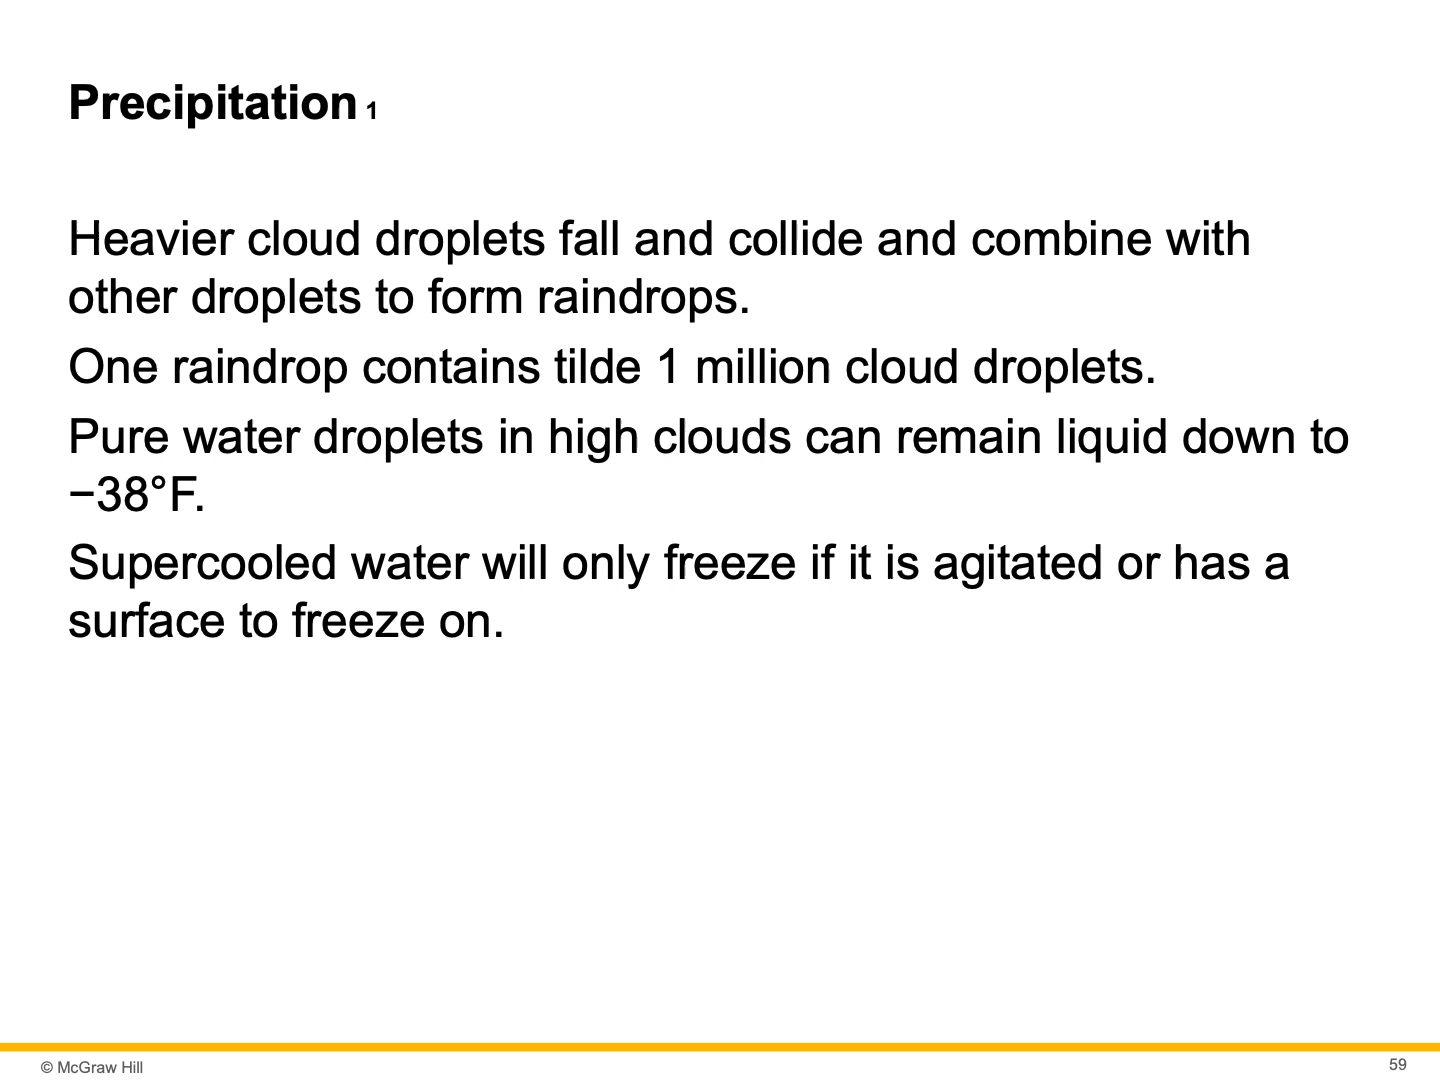 Precipitation 1
Heavier cloud droplets fall and collide and combine with
other droplets to form raindrops.
One raindrop contains tilde 1 million cloud droplets.
Pure water droplets in high clouds can remain liquid down to
−38°F.
Supercooled water will only freeze if it is agitated or has a
surface to freeze on.
© McGraw Hill
59